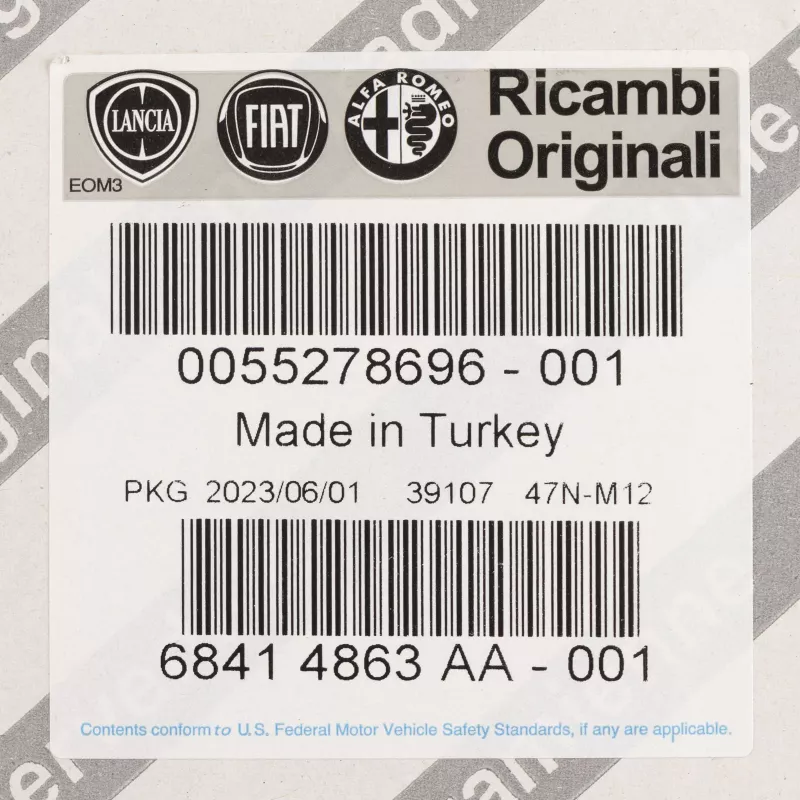 LANCIA
FIAT
ALFA ROMEO
Ricambi
Originali
EOM3
0055278696 - 001
Made in Turkey
PKG 2023/06/01 39107 47N-M12
6841 4863 AA - 001
Contents conform to U.S. Federal Motor Vehicle Safety Standards, if any are applicable.